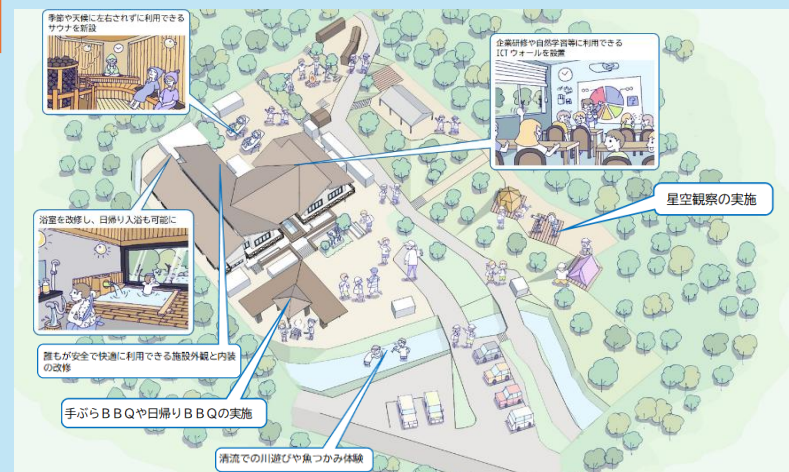 季節や天候に左右されずに利用できる
サウナを新設
企業研修や自然学習等に利用できる
ICTウォールを設置
星空観察の実施
浴室を改修し、日帰り入浴も可能に
誰もが安全で快適に利用できる施設外観と内装
の改修
手ぶらBBQや日帰りBBQの実施
清流での川遊びや魚つかみ体験